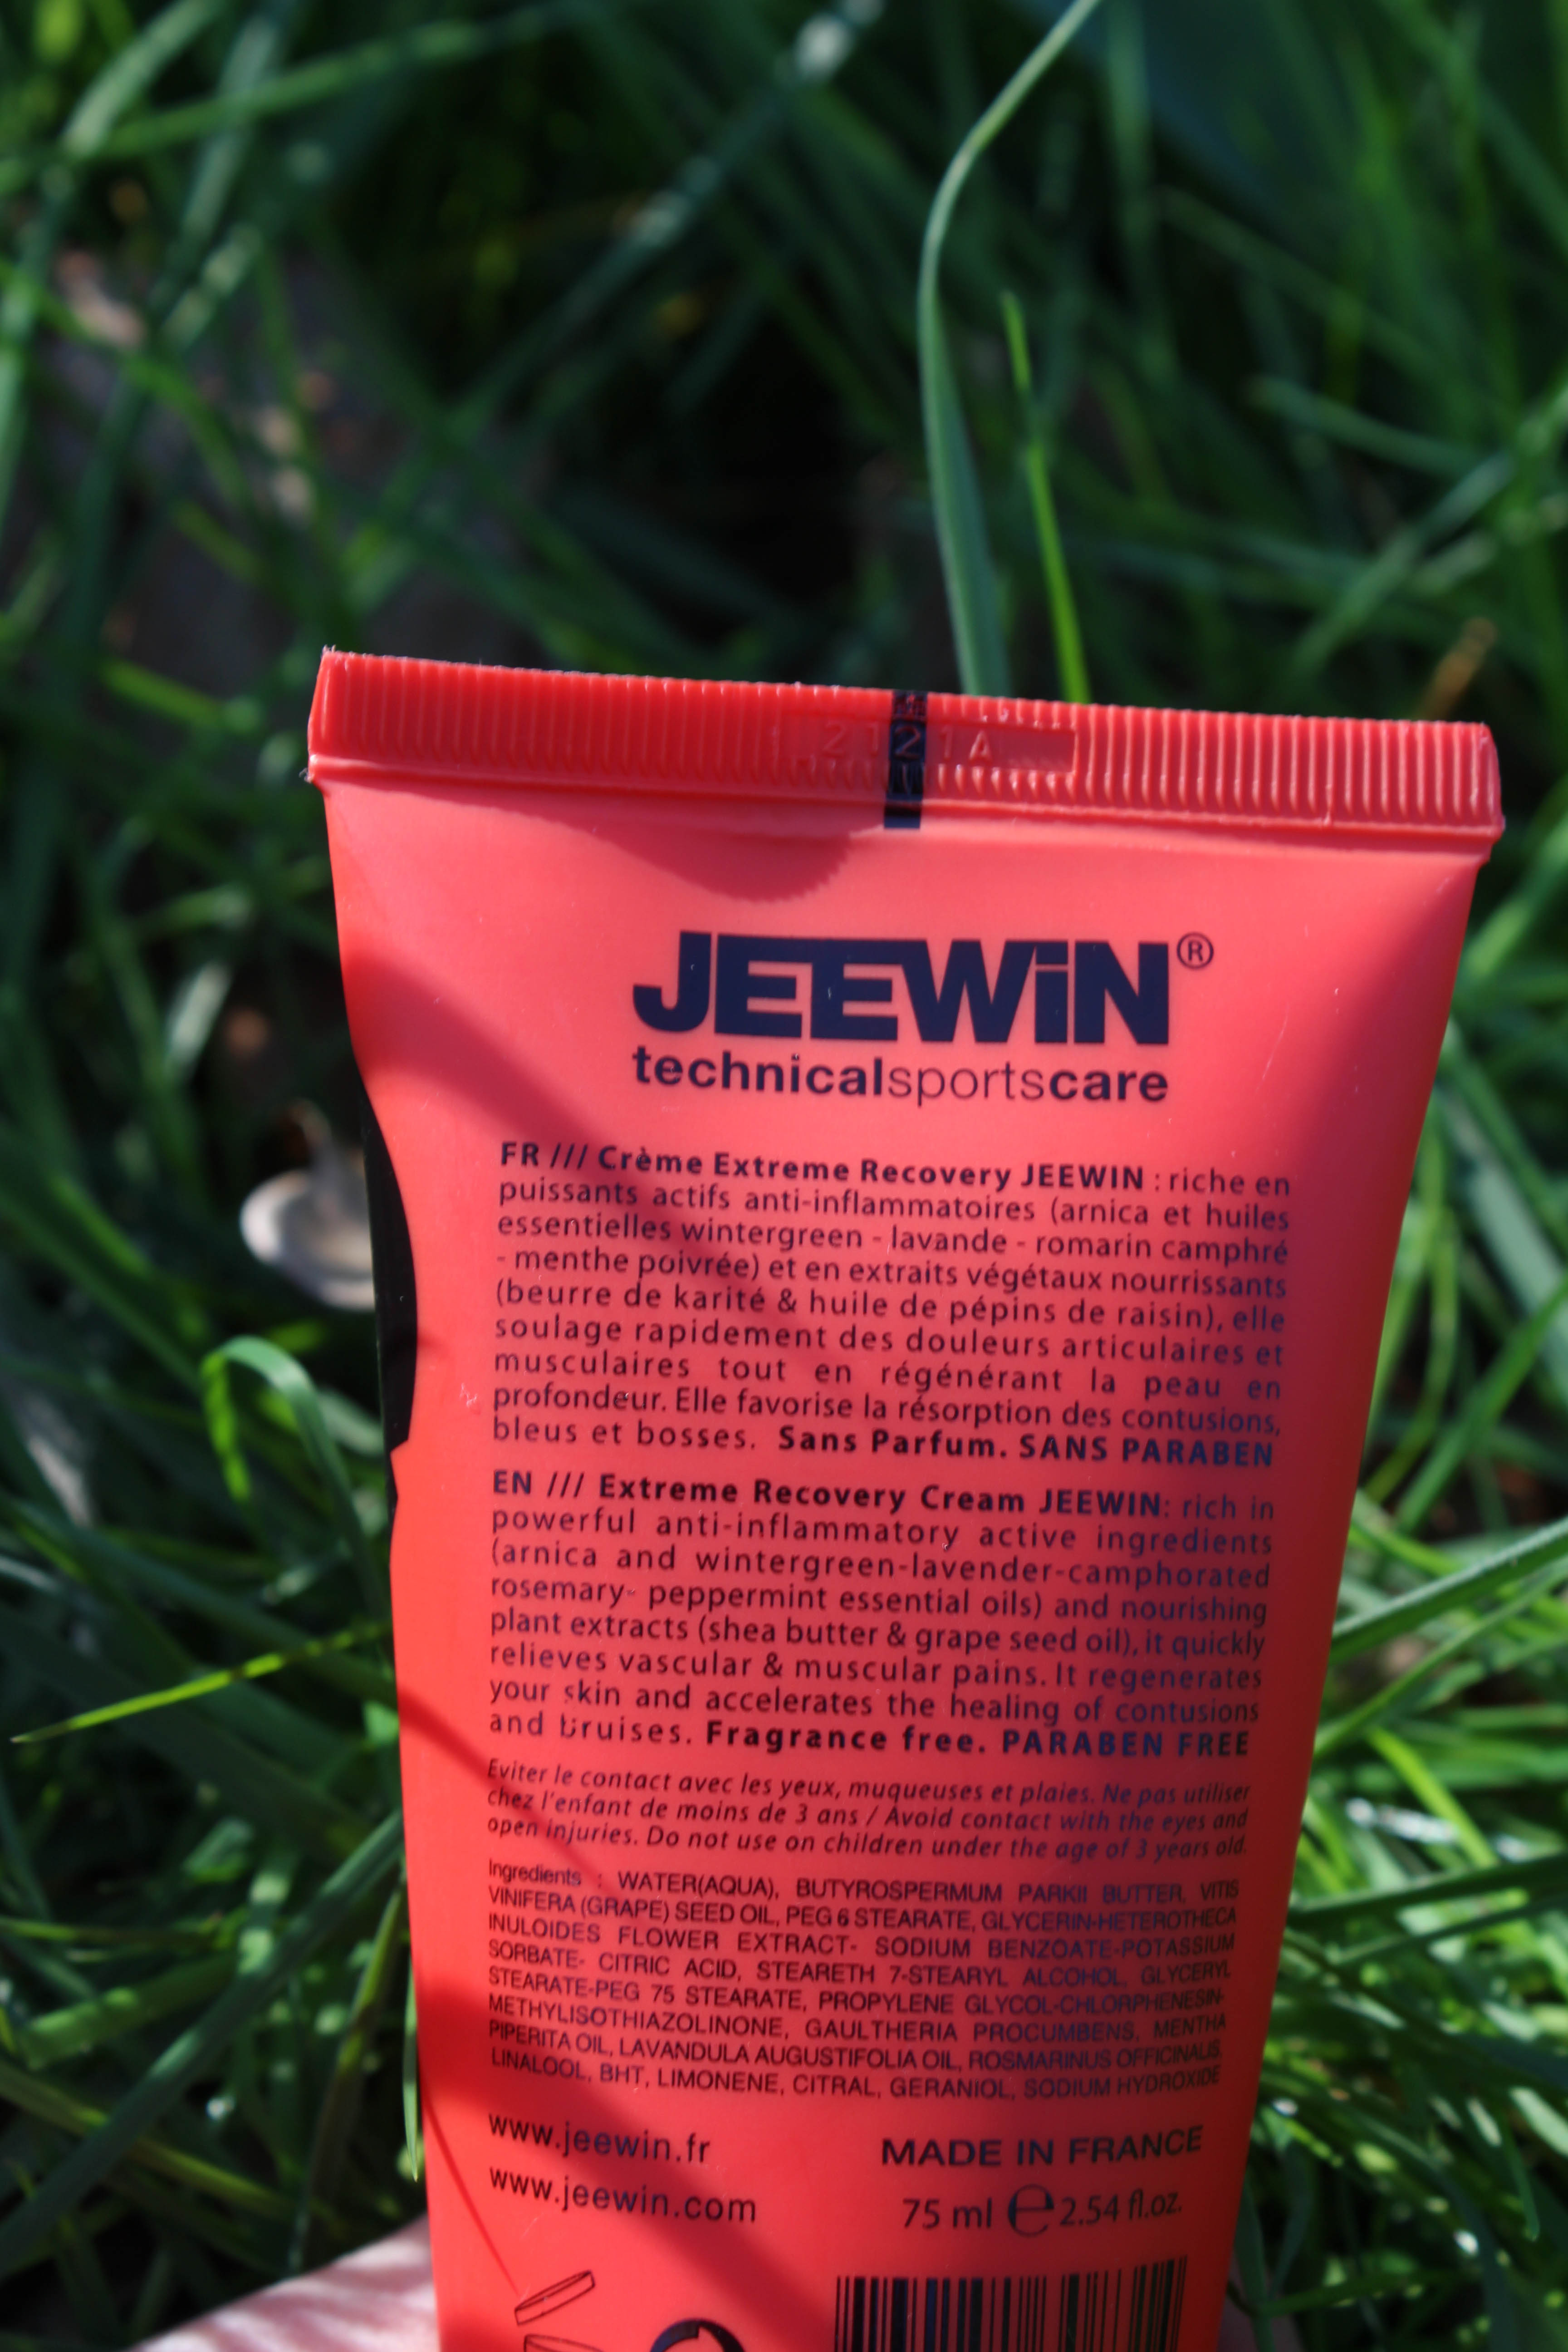 2121A
JEEWiN®
technicalsportscare
FR /// Crème Extreme Recovery JEEWIN : riche en
puissants actifs anti-inflammatoires (arnica et huiles
essentielles wintergreen - lavande - romarin camphré
- menthe poivrée) et en extraits végétaux nourrissants
(beurre de karité & huile de pépins de raisin), elle
soulage rapidement des douleurs articulaires et
musculaires tout en régénérant la peau en
profondeur. Elle favorise la résorption des contusions,
bleus et bosses. Sans Parfum. SANS PARABEN
EN /// Extreme Recovery Cream JEEWIN: rich in
powerful anti-inflammatory active ingredients
(arnica and wintergreen-lavender-camphorated
rosemary- peppermint essential oils) and nourishing
plant extracts (shea butter & grape seed oil), it quickly
relieves vascular & muscular pains. It regenerates
your skin and accelerates the healing of contusions
and bruises. Fragrance free. PARABEN FREE
Eviter le contact avec les yeux, muqueuses et plaies. Ne pas utiliser
chez l'enfant de moins de 3 ans / Avoid contact with the eyes and
open injuries. Do not use on children under the age of 3 years old.
Ingredients : WATER(AQUA), BUTYROSPERMUM PARKII BUTTER, VITIS
VINIFERA (GRAPE) SEED OIL, PEG 6 STEARATE, GLYCERIN-HETEROTHECA
INULOIDES FLOWER EXTRACT- SODIUM BENZOATE-POTASSIUM
SORBATE- CITRIC ACID, STEARETH 7-STEARYL ALCOHOL, GLYCERYL
STEARATE-PEG 75 STEARATE, PROPYLENE GLYCOL-CHLORPHENESIN-
METHYLISOTHIAZOLINONE, GAULTHERIA PROCUMBENS, MENTHA
PIPERITA OIL, LAVANDULA AUGUSTIFOLIA OIL, ROSMARINUS OFFICINALIS,
LINALOOL, BHT, LIMONENE, CITRAL, GERANIOL, SODIUM HYDROXIDE
www.jeewin.fr
www.jeewin.com
MADE IN FRANCE
75 ml ℮ 2.54 fl.oz.